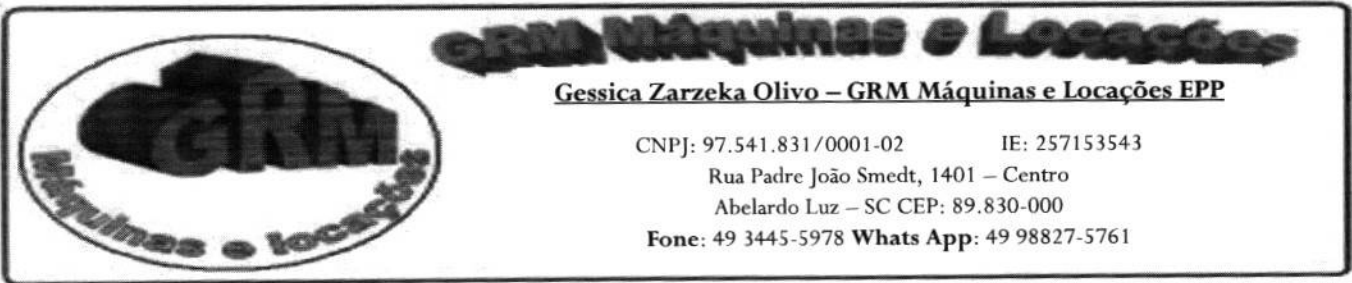 GRM Máquinas e Locações
GRM
Máquinas e locações
Gessica Zarzeka Olivo – GRM Máquinas e Locações EPP
CNPJ: 97.541.831/0001-02 IE: 257153543
Rua Padre João Smedt, 1401 – Centro
Abelardo Luz – SC CEP: 89.830-000
Fone: 49 3445-5978 Whats App: 49 98827-5761